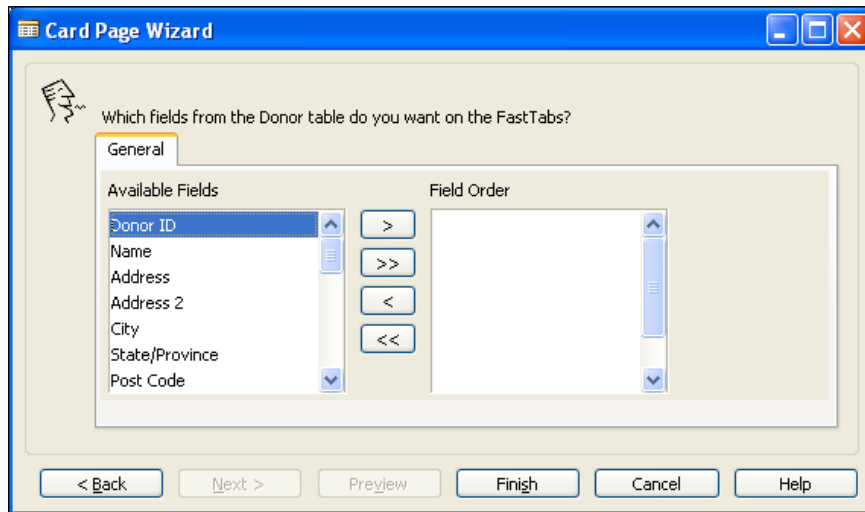 Card Page Wizard
Which fields from the Donor table do you want on the FastTabs?
General
Available Fields
Field Order
Donor ID
Name
Address
Address 2
City
State/Province
Post Code
>
>>
<
<<
< Back
Next >
Preview
Finish
Cancel
Help